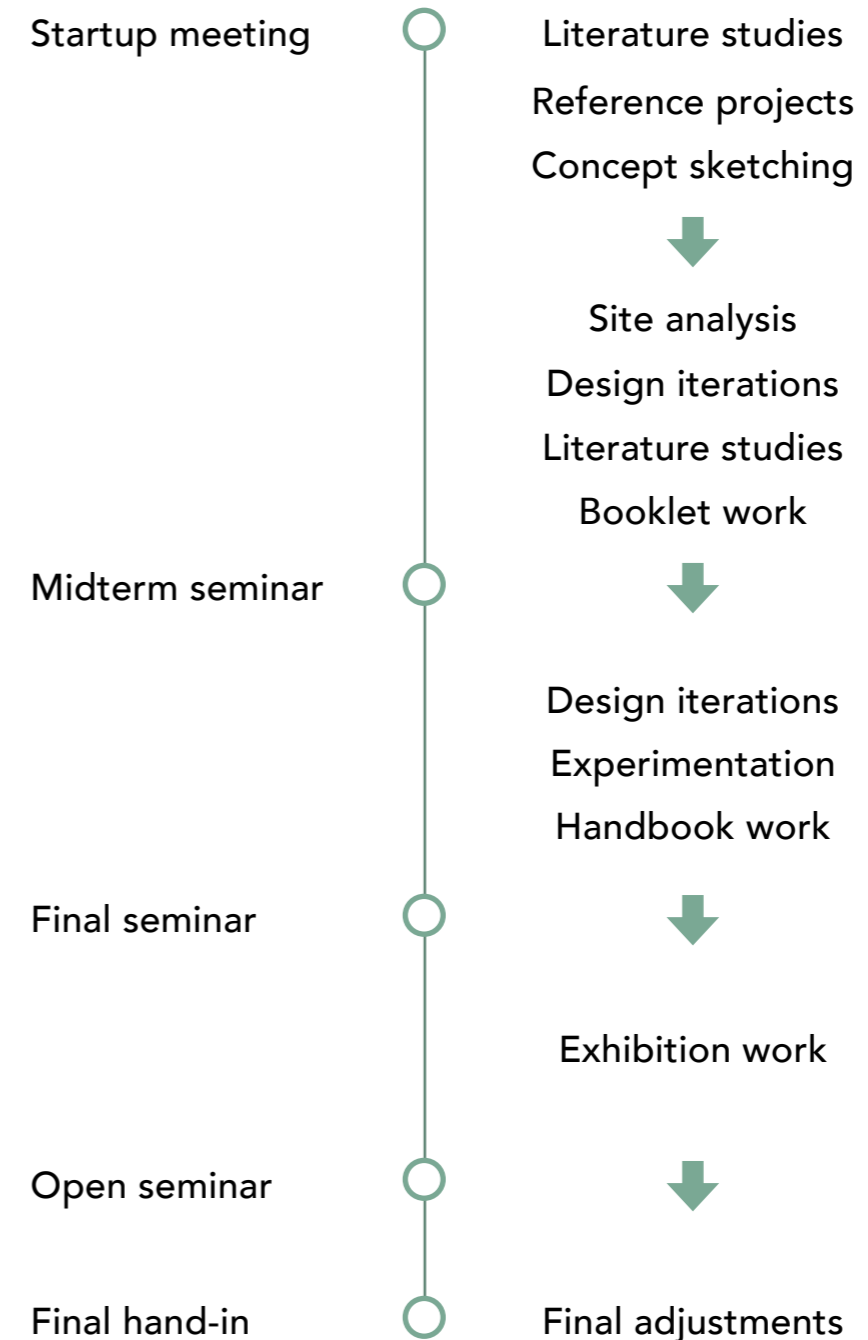 Startup meeting
Literature studies
Reference projects
Concept sketching
Site analysis
Design iterations
Literature studies
Booklet work
Midterm seminar
Design iterations
Experimentation
Handbook work
Final seminar
Exhibition work
Open seminar
Final hand-in
Final adjustments